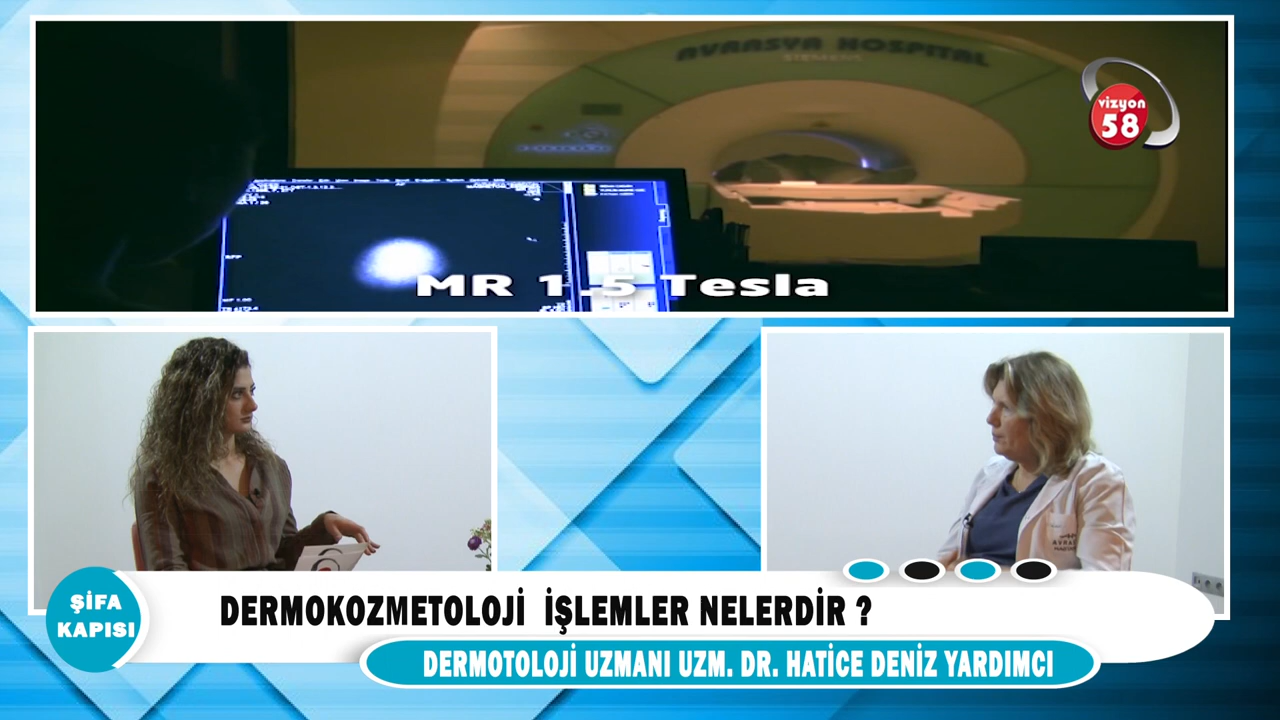 AVRASYA HOSPITAL
SIEMENS
vizyon
58
MR 1.5 Tesla
ŞİFA
KAPISI
DERMOKOZMETOLOJİ İŞLEMLER NELERDİR ?
DERMOTOLOJİ UZMANI UZM. DR. HATİCE DENİZ YARDIMCI